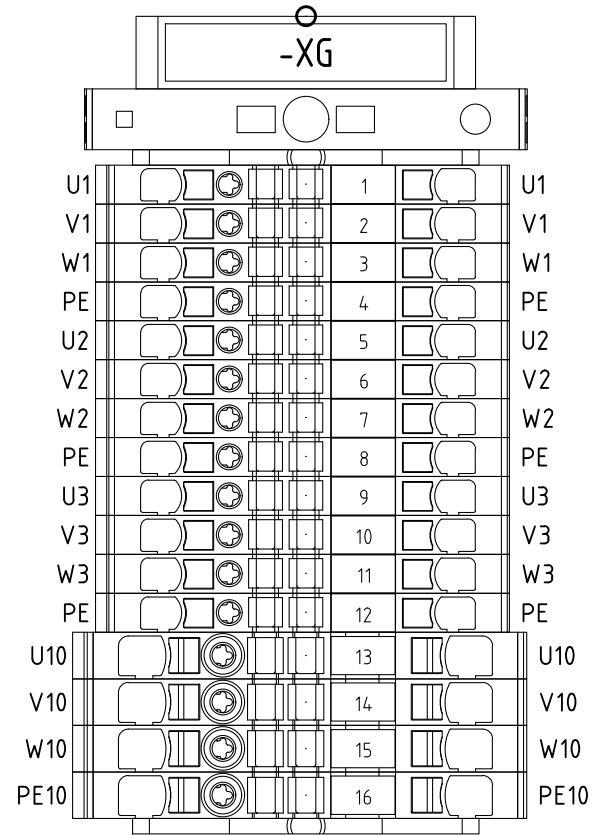 -XG
U1 1 U1
V1 2 V1
W1 3 W1
PE 4 PE
U2 5 U2
V2 6 V2
W2 7 W2
PE 8 PE
U3 9 U3
V3 10 V3
W3 11 W3
PE 12 PE
U10 13 U10
V10 14 V10
W10 15 W10
PE10 16 PE10